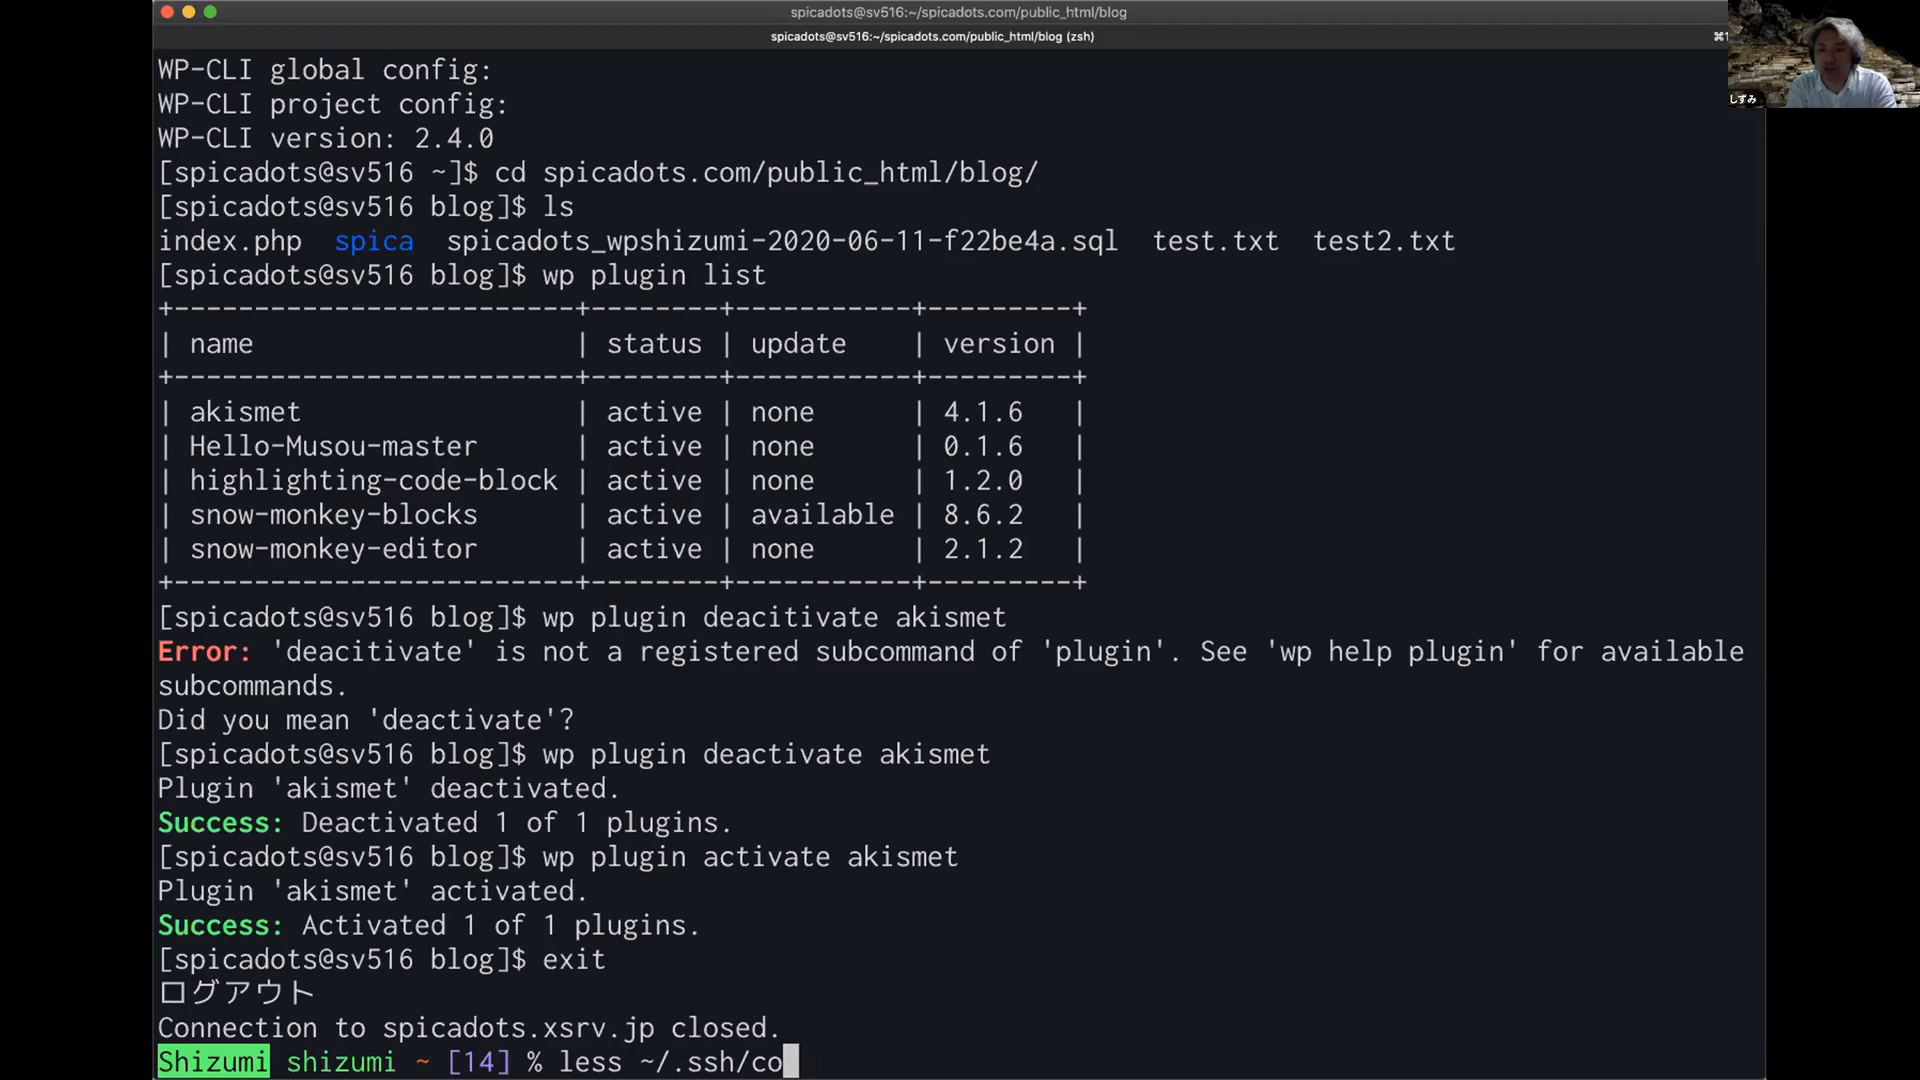 spicadots@sv516:~/spicadots.com/public_html/blog
spicadots@sv516:~/spicadots.com/public_html/blog (zsh)
⌘1
しずみ
WP-CLI global config:
WP-CLI project config:
WP-CLI version: 2.4.0
[spicadots@sv516 ~]$ cd spicadots.com/public_html/blog/
[spicadots@sv516 blog]$ ls
index.php  spica  spicadots_wpshizumi-2020-06-11-f22be4a.sql  test.txt  test2.txt
[spicadots@sv516 blog]$ wp plugin list
+-------------------------+--------+-----------+---------+
| name                    | status | update    | version |
+-------------------------+--------+-----------+---------+
| akismet                 | active | none      | 4.1.6   |
| Hello-Musou-master      | active | none      | 0.1.6   |
| highlighting-code-block | active | none      | 1.2.0   |
| snow-monkey-blocks      | active | available | 8.6.2   |
| snow-monkey-editor      | active | none      | 2.1.2   |
+-------------------------+--------+-----------+---------+
[spicadots@sv516 blog]$ wp plugin deacitivate akismet
Error: 'deacitivate' is not a registered subcommand of 'plugin'. See 'wp help plugin' for available
subcommands.
Did you mean 'deactivate'?
[spicadots@sv516 blog]$ wp plugin deactivate akismet
Plugin 'akismet' deactivated.
Success: Deactivated 1 of 1 plugins.
[spicadots@sv516 blog]$ wp plugin activate akismet
Plugin 'akismet' activated.
Success: Activated 1 of 1 plugins.
[spicadots@sv516 blog]$ exit
ログアウト
Connection to spicadots.xsrv.jp closed.
Shizumi shizumi ~ [14] % less ~/.ssh/co